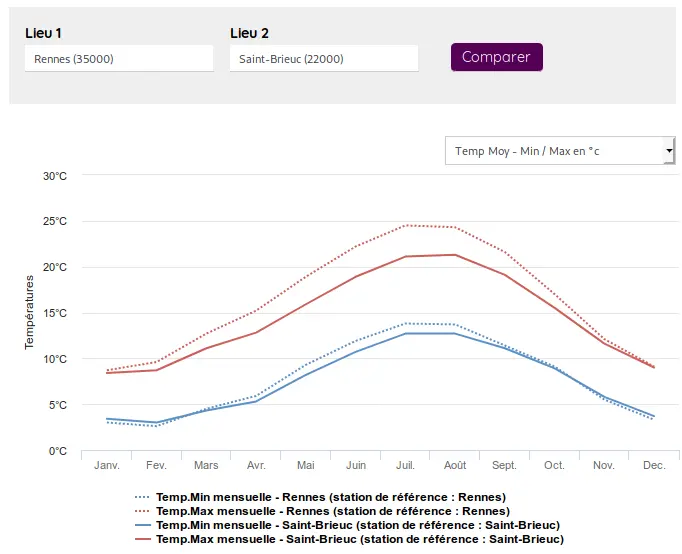 Lieu 1 Lieu 2
Rennes (35000) Saint-Brieuc (22000) Comparer
Temp Moy - Min / Max en °c
30°C
25°C
20°C
15°C
10°C
5°C
0°C
Températures
Janv. Fev. Mars Avr. Mai Juin Juil. Août Sept. Oct. Nov. Dec.
Temp.Min mensuelle - Rennes (station de référence : Rennes)
Temp.Max mensuelle - Rennes (station de référence : Rennes)
Temp.Min mensuelle - Saint-Brieuc (station de référence : Saint-Brieuc)
Temp.Max mensuelle - Saint-Brieuc (station de référence : Saint-Brieuc)